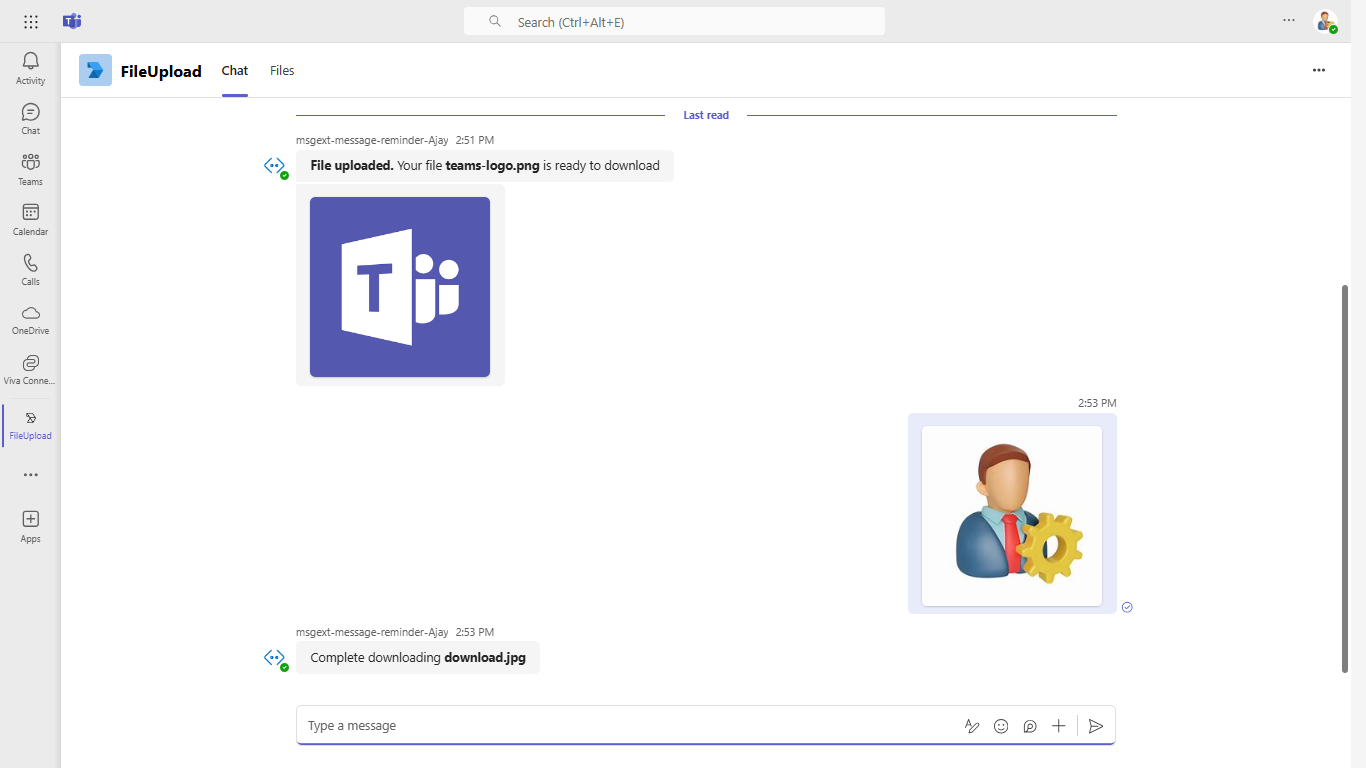 Search (Ctrl+Alt+E)
Activity
Chat
Teams
Calendar
Calls
OneDrive
Viva Conne...
FileUpload
Apps
FileUpload Chat Files
Last read
msgext-message-reminder-Ajay 2:51 PM
File uploaded. Your file teams-logo.png is ready to download
T
2:53 PM
msgext-message-reminder-Ajay 2:53 PM
Complete downloading download.jpg
Type a message